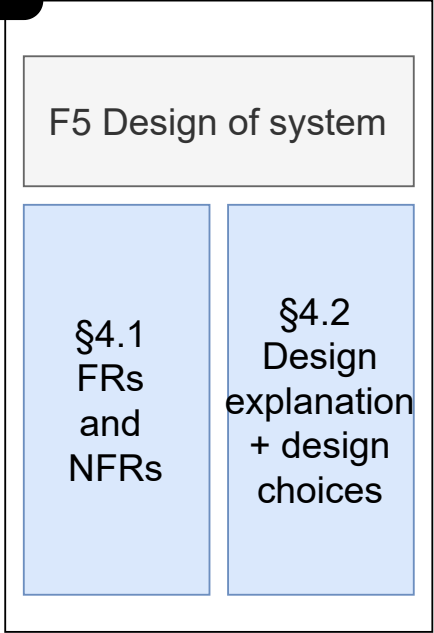 F5 Design of system
§4.1
FRs
and
NFRs
§4.2
Design
explanation
+ design
choices